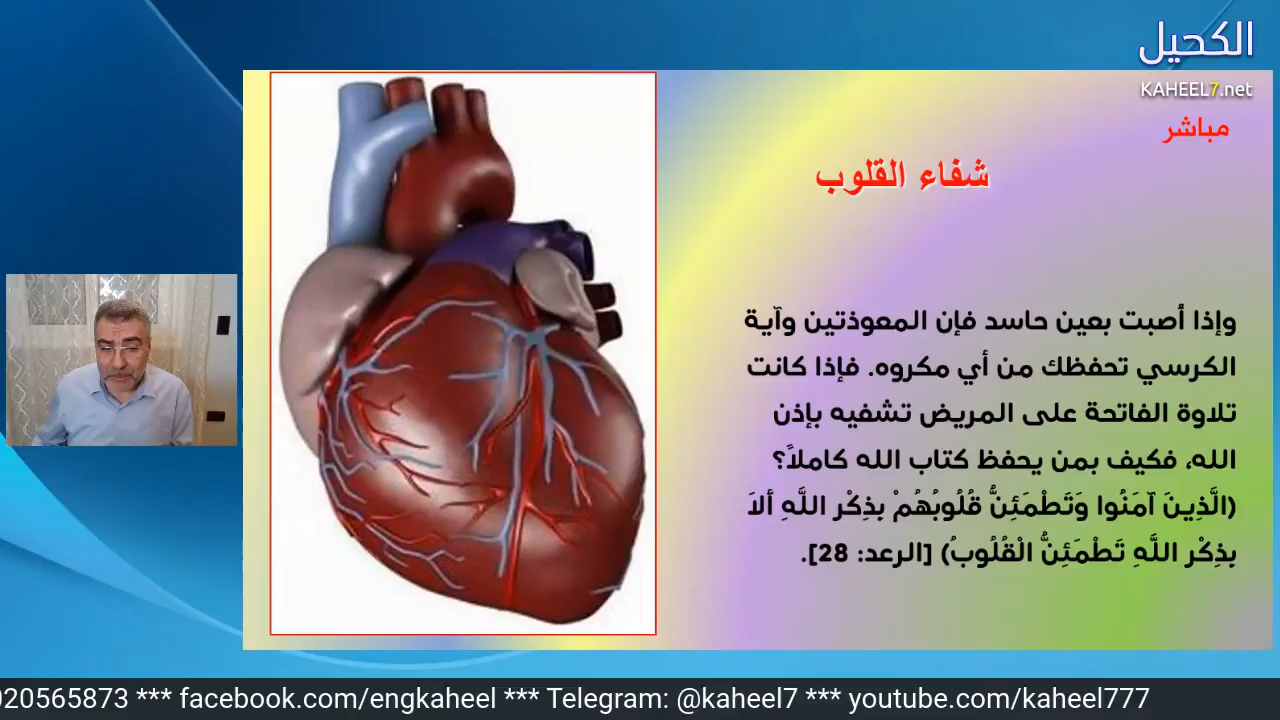 الكحيل
KAHEEL7.net
مباشر
شفاء القلوب
وإذا أصبت بعين حاسد فإن المعوذتين وآية
الكرسي تحفظك من أي مكروه. فإذا كانت
تلاوة الفاتحة على المريض تشفيه بإذن
الله، فكيف بمن يحفظ كتاب الله كاملاً؟
(الَّذِينَ آمَنُوا وَتَطْمَئِنُّ قُلُوبُهُمْ بِذِكْرِ اللَّهِ أَلَا
بِذِكْرِ اللَّهِ تَطْمَئِنُّ الْقُلُوبُ) [الرعد: 28].
020565873 *** facebook.com/engkaheel *** Telegram: @kaheel7 *** youtube.com/kaheel777